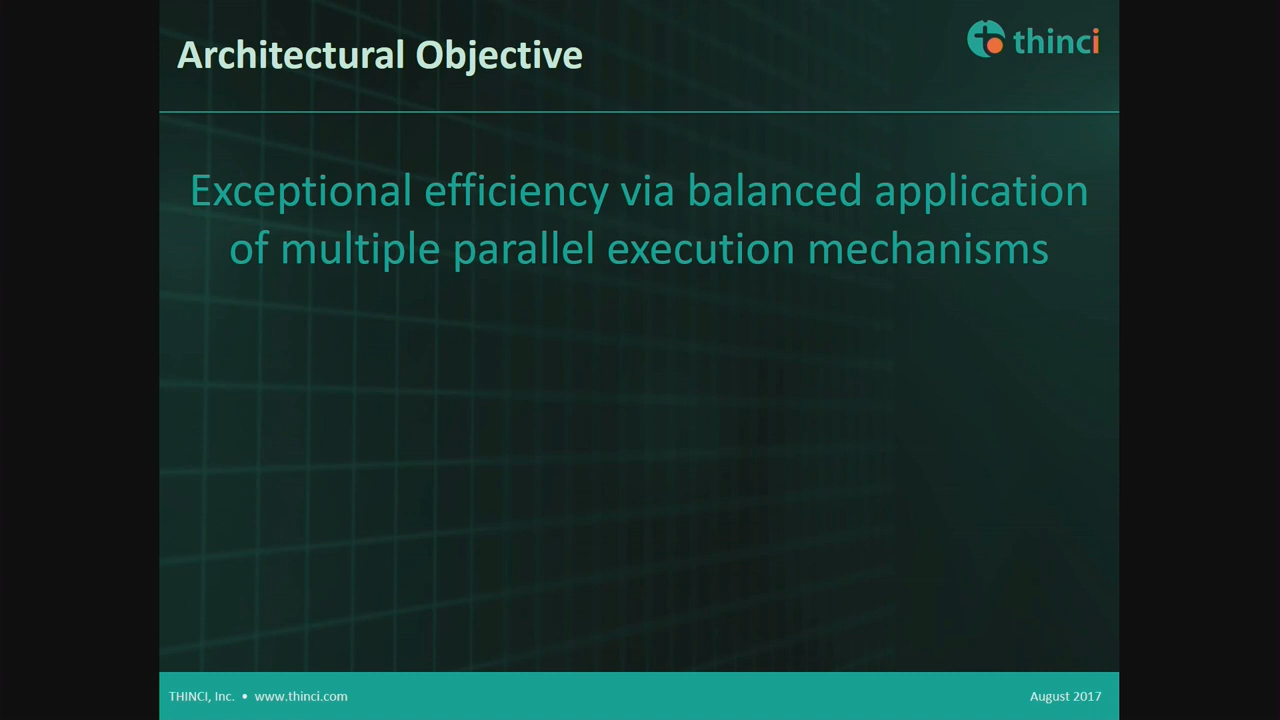 Architectural Objective
thinci
Exceptional efficiency via balanced application
of multiple parallel execution mechanisms
THINCI, Inc. • www.thinci.com
August 2017